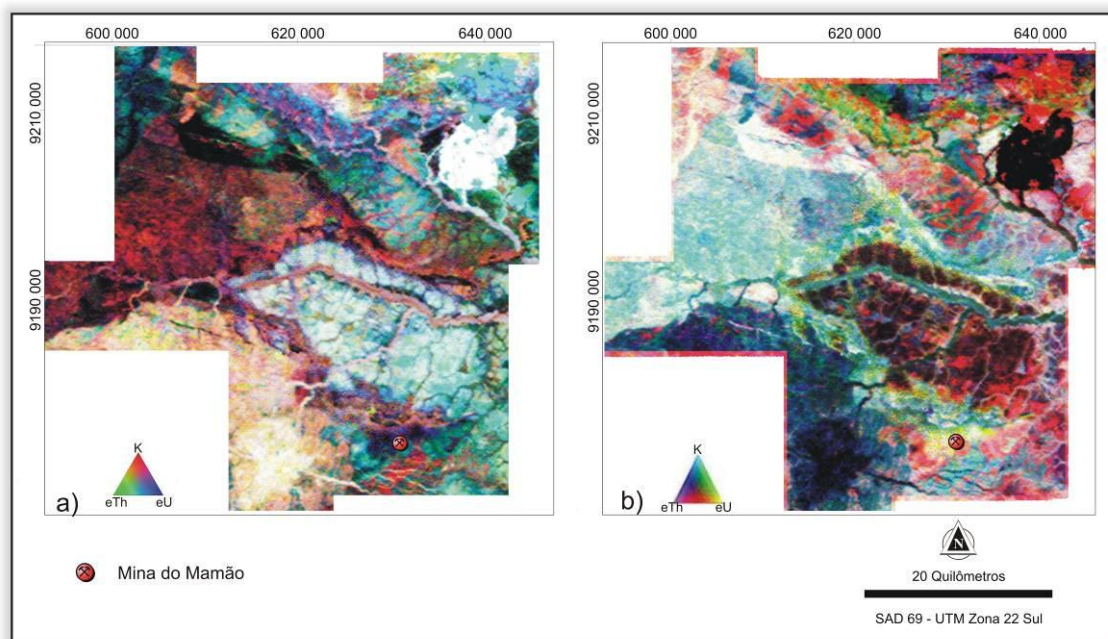 600 000 620 000 640 000 600 000 620 000 640 000
9210 000 9210 000
9190 000 9190 000
K K
eTh eU eTh eU
a) b)
Mina do Mamão
N
20 Quilômetros
SAD 69 - UTM Zona 22 Sul